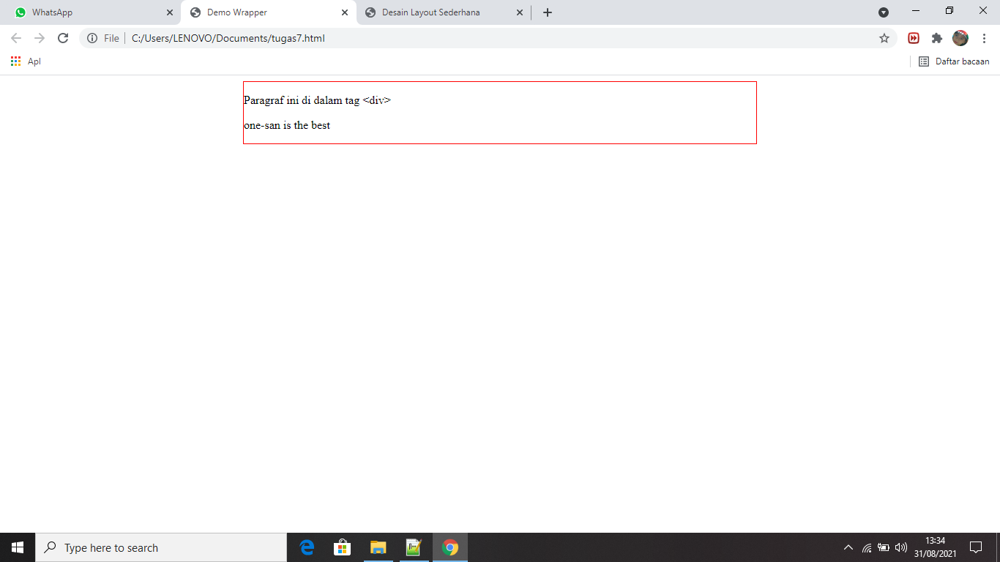 WhatsApp
Demo Wrapper
Desain Layout Sederhana
File
C:/Users/LENOVO/Documents/tugas7.html
Apl
Daftar bacaan
Paragraf ini di dalam tag <div>
one-san is the best
Type here to search
13:34
31/08/2021